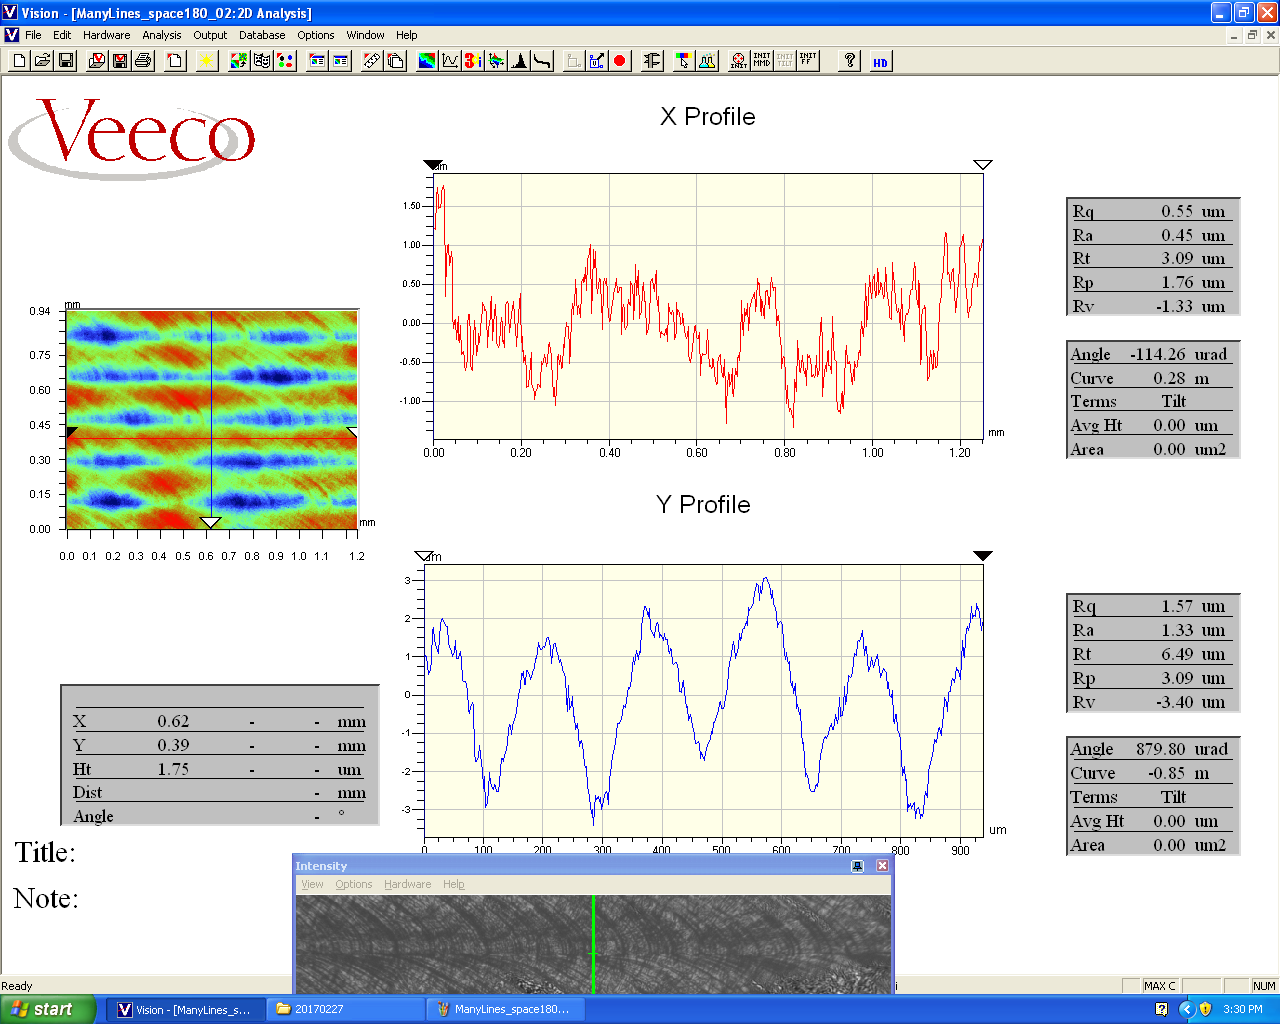 Vision - [ManyLines_space180_02:2D Analysis]
File Edit Hardware Analysis Output Database Options Window Help
INIT INIT MMD INIT TILT INIT FF ? HD
Veeco
X Profile
um
1.50
1.00
0.50
0.00
-0.50
-1.00
0.00 0.20 0.40 0.60 0.80 1.00 1.20
mm
Rq 0.55 um
Ra 0.45 um
Rt 3.09 um
Rp 1.76 um
Rv -1.33 um
Angle -114.26 urad
Curve 0.28 m
Terms Tilt
Avg Ht 0.00 um
Area 0.00 um2
mm
0.94
0.75
0.60
0.45
0.30
0.15
0.00
mm
0.0 0.1 0.2 0.3 0.4 0.5 0.6 0.7 0.8 0.9 1.0 1.1 1.2
Y Profile
um
3
2
1
0
-1
-2
-3
0 100 200 300 400 500 600 700 800 900
um
Rq 1.57 um
Ra 1.33 um
Rt 6.49 um
Rp 3.09 um
Rv -3.40 um
Angle 879.80 urad
Curve -0.85 m
Terms Tilt
Avg Ht 0.00 um
Area 0.00 um2
X 0.62 - - mm
Y 0.39 - - mm
Ht 1.75 - - um
Dist - mm
Angle - °
Title:
Note:
Intensity
View Options Hardware Help
Ready
MAX C NUM
start
Vision - [ManyLines_s...
20170227
ManyLines_space180...
3:30 PM